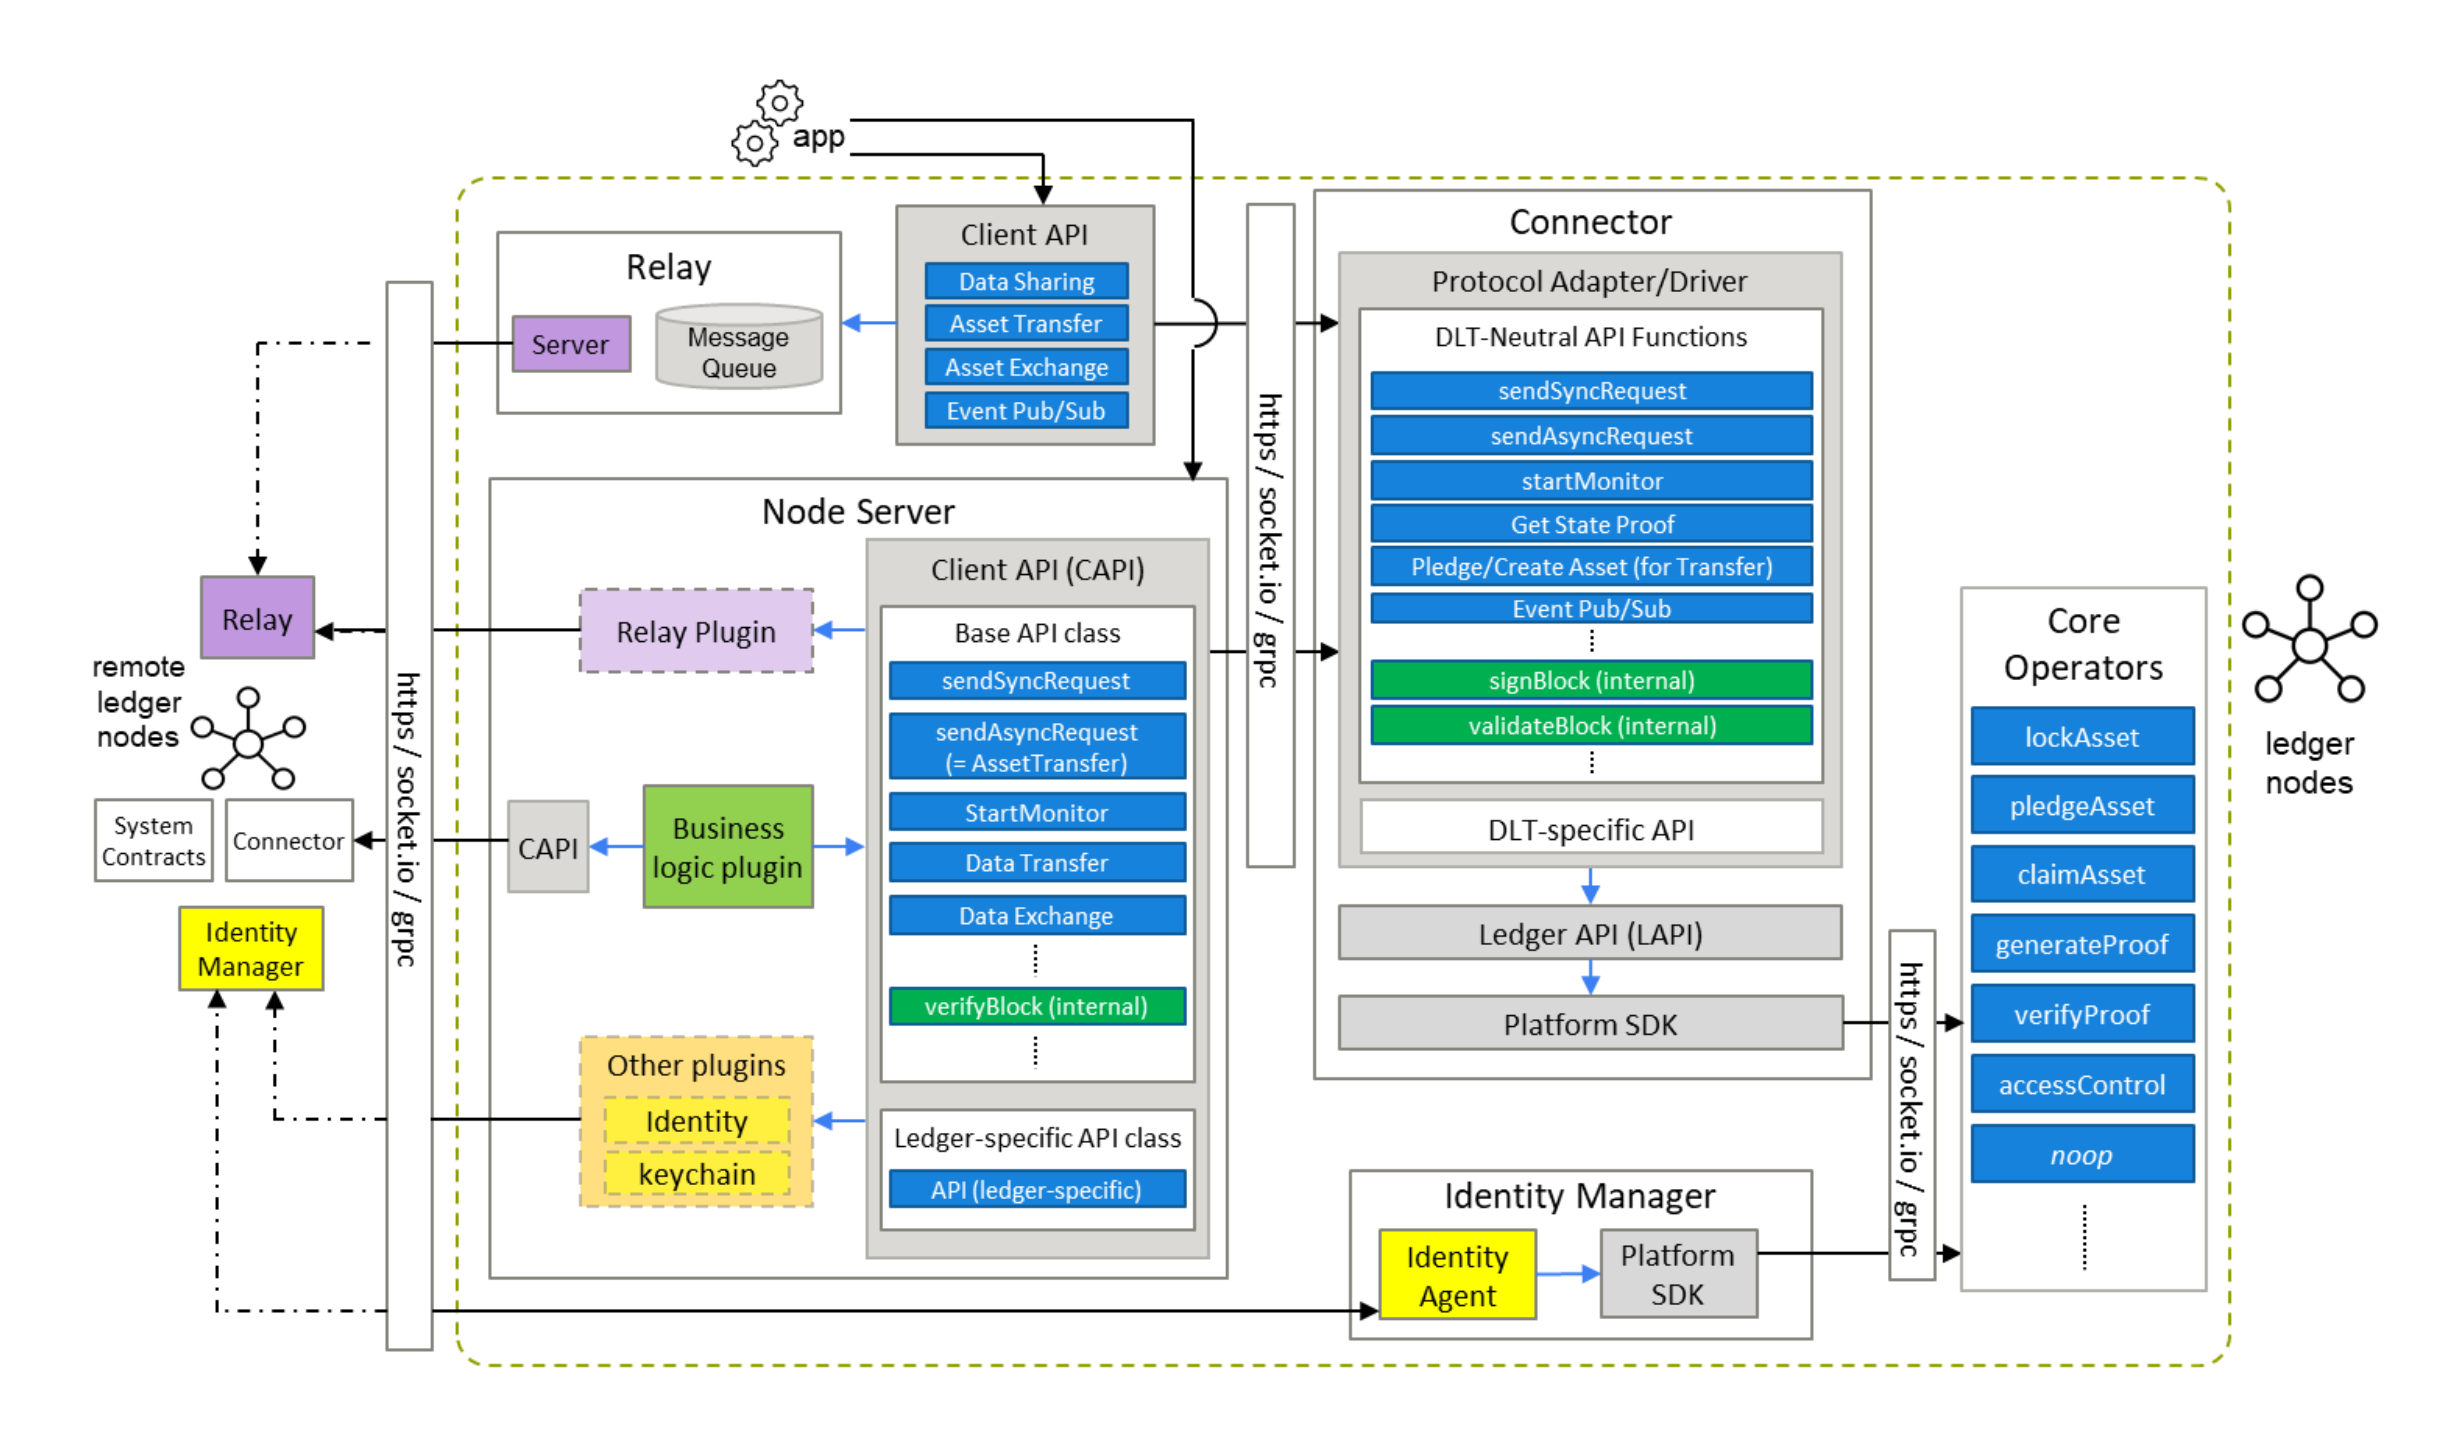 app
Client API
Data Sharing
Asset Transfer
Asset Exchange
Event Pub/Sub
Relay
Server
Message
Queue
https / socket.io / grpc
Connector
Protocol Adapter/Driver
DLT-Neutral API Functions
sendSyncRequest
sendAsyncRequest
startMonitor
Get State Proof
Pledge/Create Asset (for Transfer)
Event Pub/Sub
signBlock (internal)
validateBlock (internal)
DLT-specific API
Ledger API (LAPI)
Platform SDK
Node Server
Client API (CAPI)
Base API class
sendSyncRequest
sendAsyncRequest
(= AssetTransfer)
StartMonitor
Data Transfer
Data Exchange
verifyBlock (internal)
Ledger-specific API class
API (ledger-specific)
Relay Plugin
Business
logic plugin
CAPI
Other plugins
Identity
keychain
https / socket.io / grpc
Relay
remote
ledger
nodes
System
Contracts
Connector
Identity
Manager
Identity Manager
Identity
Agent
Platform
SDK
https / socket.io / grpc
Core
Operators
lockAsset
pledgeAsset
claimAsset
generateProof
verifyProof
accessControl
noop
ledger
nodes